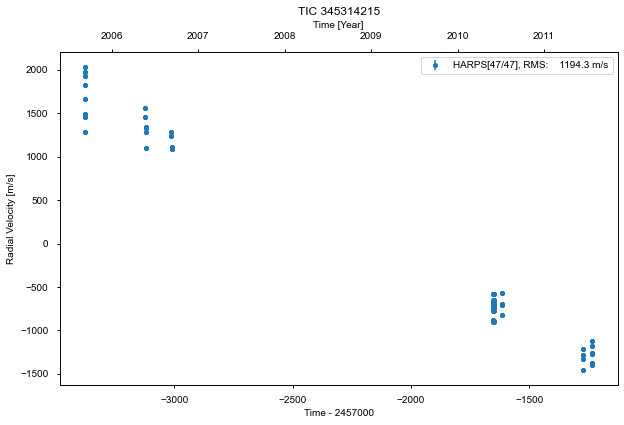 TIC 345314215
Time [Year]
2006 2007 2008 2009 2010 2011
HARPS[47/47], RMS: 1194.3 m/s
Radial Velocity [m/s]
2000
1500
1000
500
0
−500
−1000
−1500
−3000 −2500 −2000 −1500
Time - 2457000